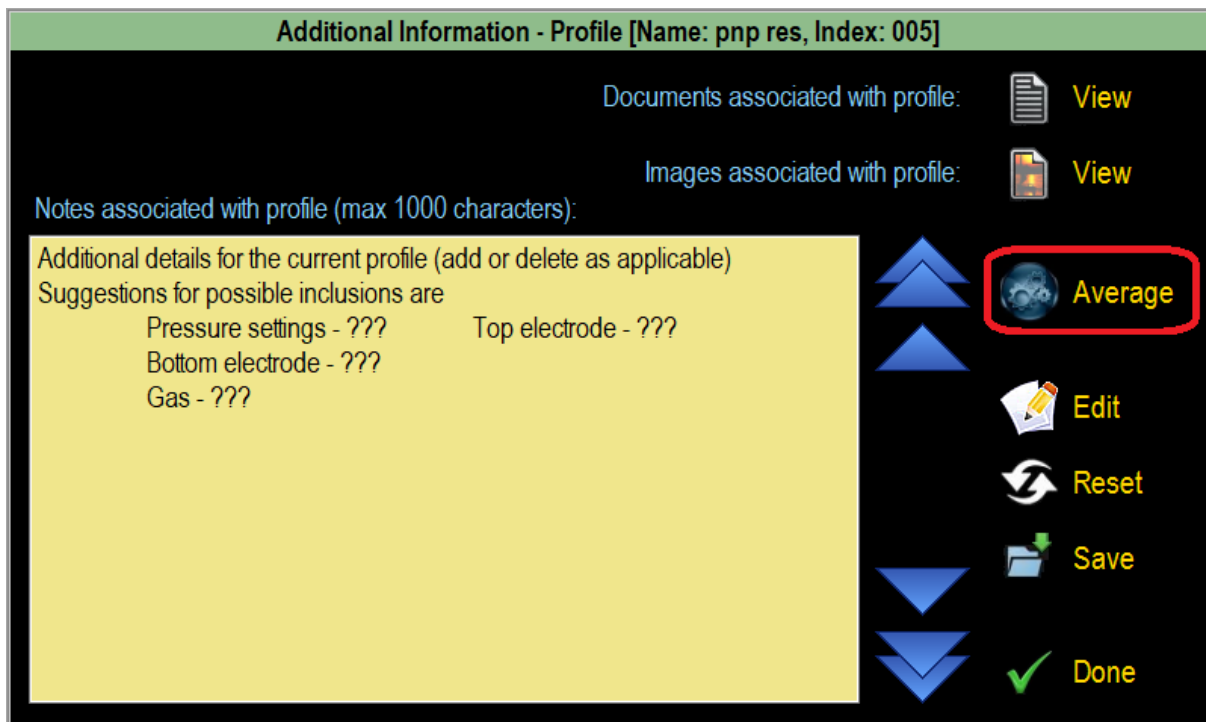 Additional Information - Profile [Name: pnp res, Index: 005]
Documents associated with profile:
View
Images associated with profile:
View
Notes associated with profile (max 1000 characters):
Additional details for the current profile (add or delete as applicable)
Suggestions for possible inclusions are
Pressure settings - ??? Top electrode - ???
Bottom electrode - ???
Gas - ???
Average
Edit
Reset
Save
Done